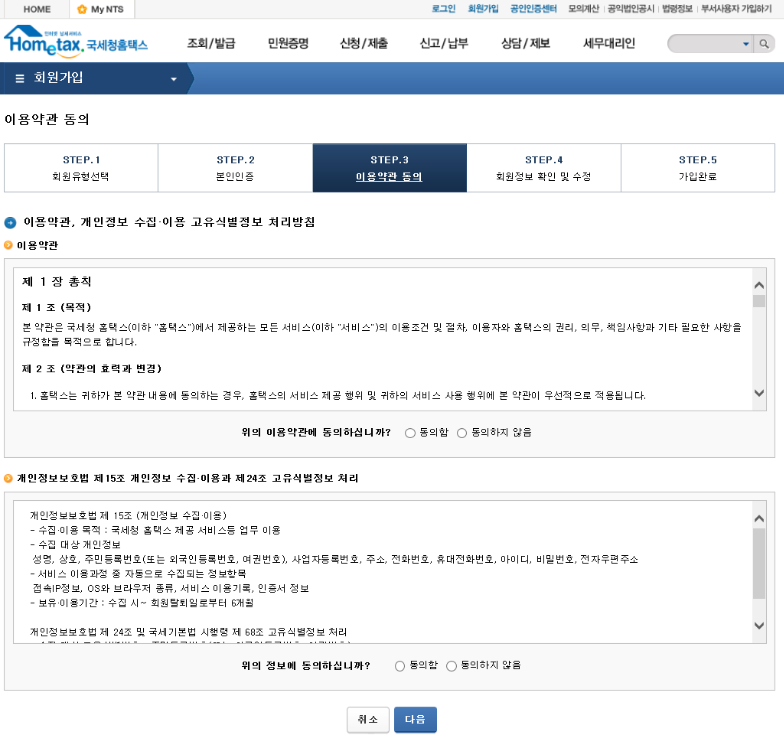 HOME
My NTS
로그인 회원가입 공인인증센터 모의계산 | 공익법인공시 | 법령정보 | 부서사용자 가입하기
인터넷 납세서비스
Hometax. 국세청홈택스
조회/발급 민원증명 신청/제출 신고/납부 상담/제보 세무대리인
회원가입
이용약관 동의
STEP.1 STEP.2 STEP.3 STEP.4 STEP.5
회원유형선택 본인인증 이용약관 동의 회원정보 확인 및 수정 가입완료
이용약관, 개인정보 수집·이용 고유식별정보 처리방침
이용약관
제 1 장 총칙
제 1 조 (목적)
본 약관은 국세청 홈택스(이하 "홈택스")에서 제공하는 모든 서비스(이하 "서비스")의 이용조건 및 절차, 이용자와 홈택스의 권리, 의무, 책임사항과 기타 필요한 사항을
규정함을 목적으로 합니다.
제 2 조 (약관의 효력과 변경)
1. 홈택스는 귀하가 본 약관 내용에 동의하는 경우, 홈택스의 서비스 제공 행위 및 귀하의 서비스 사용 행위에 본 약관이 우선적으로 적용됩니다.
위의 이용약관에 동의하십니까? 동의함 동의하지 않음
개인정보보호법 제15조 개인정보 수집·이용과 제24조 고유식별정보 처리
개인정보보호법 제 15조 (개인정보 수집·이용)
- 수집·이용 목적 : 국세청 홈택스 제공 서비스등 업무 이용
- 수집 대상 개인정보
성명, 상호, 주민등록번호(또는 외국인등록번호, 여권번호), 사업자등록번호, 주소, 전화번호, 휴대전화번호, 아이디, 비밀번호, 전자우편주소
- 서비스 이용과정 중 자동으로 수집되는 정보항목
접속IP정보, OS와 브라우저 종류, 서비스 이용기록, 인증서 정보
- 보유·이용기간 : 수집 시~ 회원탈퇴일로부터 6개월
개인정보보호법 제 24조 및 국세기본법 시행령 제 68조 고유식별정보 처리
위의 정보에 동의하십니까? 동의함 동의하지 않음
취소 다음